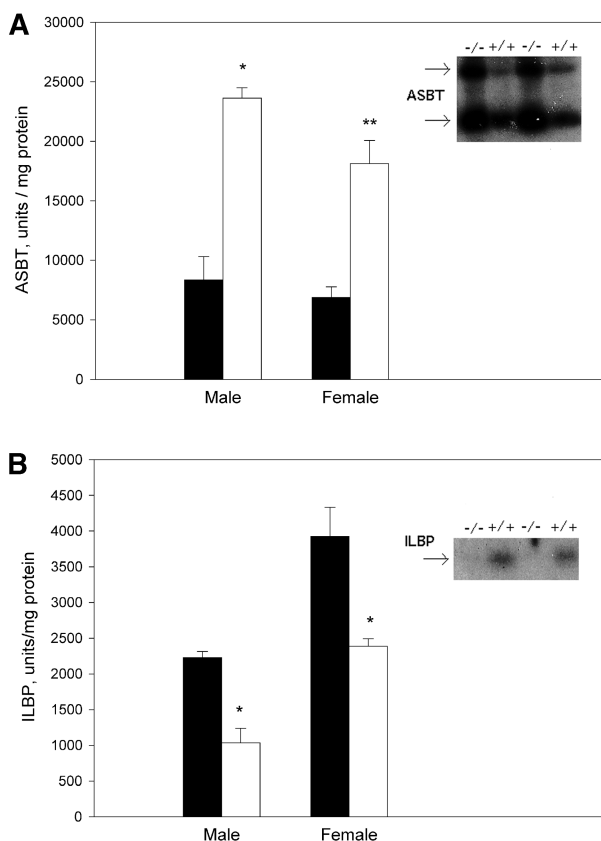 A
30000
25000
20000
15000
10000
5000
0
ASBT, units / mg protein
*
**
Male
Female
-/- +/+ -/- +/+
ASBT
B
5000
4500
4000
3500
3000
2500
2000
1500
1000
500
0
ILBP, units/mg protein
*
*
Male
Female
-/- +/+ -/- +/+
ILBP